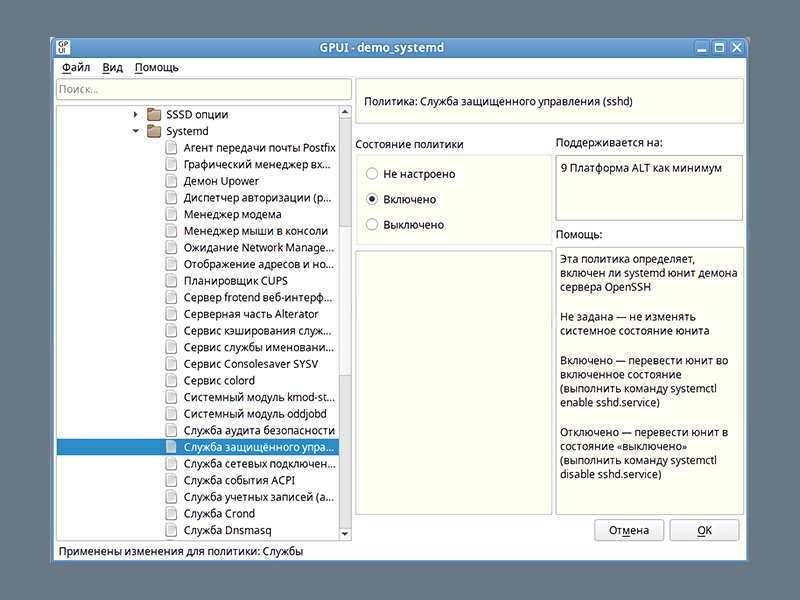 GPUI - demo_systemd
Файл Вид Помощь
Поиск...
SSSD опции
Systemd
Агент передачи почты Postfix
Графический менеджер вх...
Демон Upower
Диспетчер авторизации (p...
Менеджер модема
Менеджер мыши в консоли
Ожидание Network Manage...
Отображение адресов и но...
Планировщик CUPS
Сервер frotend веб-интерф...
Серверная часть Alterator
Сервис кэширования служ...
Сервис службы именовани...
Сервис Consolesaver SYSV
Сервис colord
Системный модуль kmod-st...
Системный модуль oddjobd
Служба аудита безопасности
Служба защищённого упра...
Служба сетевых подключен...
Служба события ACPI
Служба учетных записей (a...
Служба Crond
Служба Dnsmasq
Политика: Служба защищённого управления (sshd)
Состояние политики
Не настроено
Включено
Выключено
Поддерживается на:
9 Платформа ALT как минимум
Помощь:
Эта политика определяет,
включен ли systemd юнит демона
сервера OpenSSH
Не задана — не изменять
системное состояние юнита
Включено — перевести юнит во
включенное состояние
(выполнить команду systemctl
enable sshd.service)
Отключено — перевести юнит в
состояние «выключено»
(выполнить команду systemctl
disable sshd.service)
Отмена OK
Применены изменения для политики: Службы